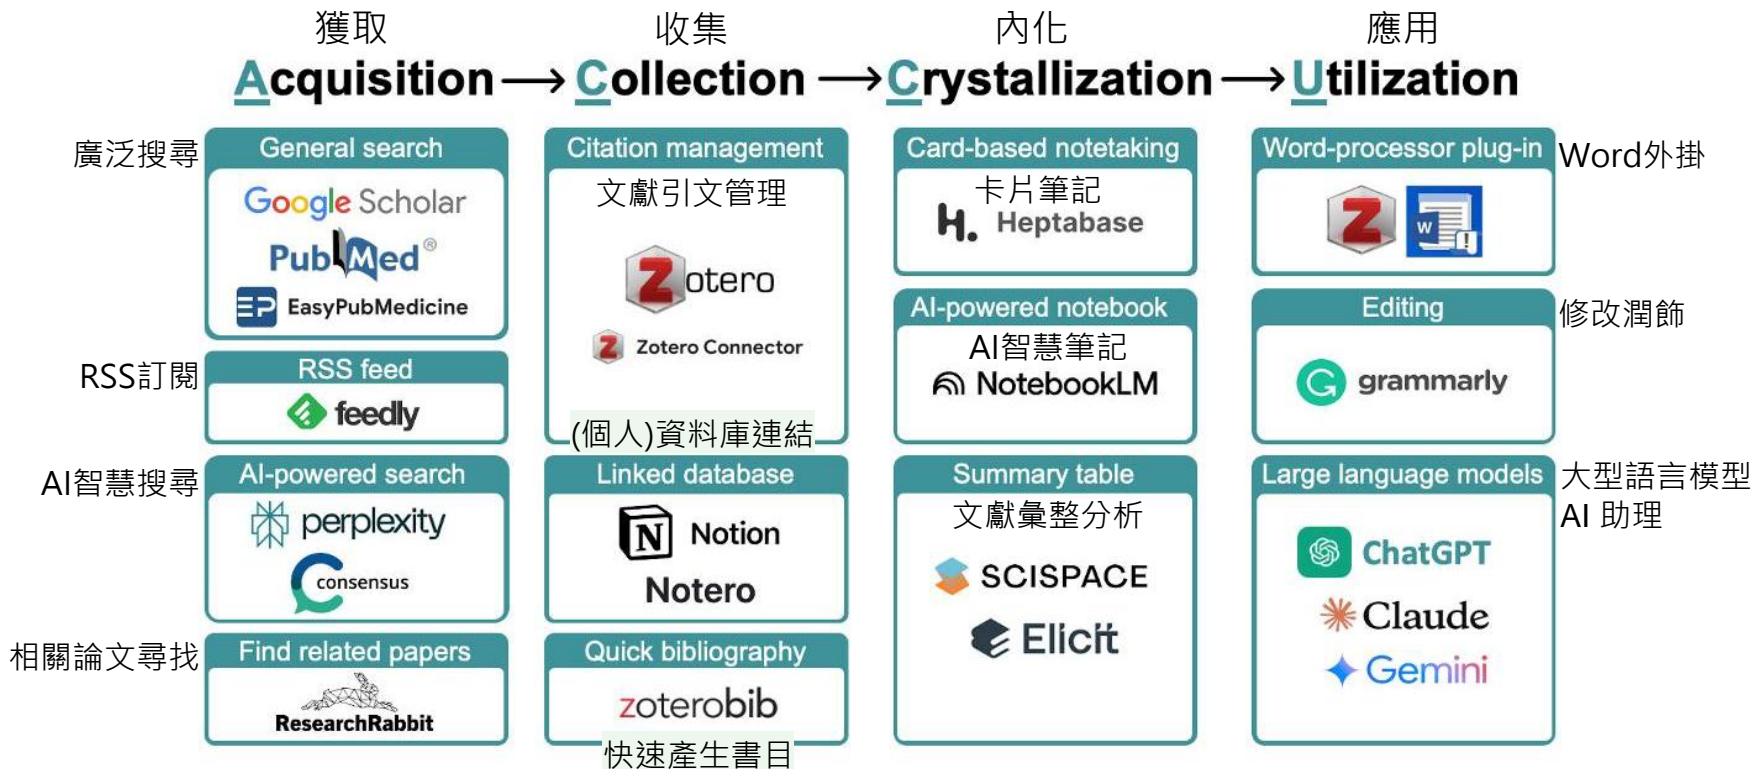 獲取
收集
內化
應用
Acquisition
Collection
Crystallization
Utilization
廣泛搜尋
General search
Google Scholar
PubMed®
EP EasyPubMedicine
RSS訂閱
RSS feed
feedly
AI智慧搜尋
AI-powered search
perplexity
consensus
相關論文尋找
Find related papers
ResearchRabbit
Citation management
文獻引文管理
Zotero
Z Zotero Connector
(個人)資料庫連結
Linked database
N Notion
Notero
Quick bibliography
zoterobib
快速產生書目
Card-based notetaking
卡片筆記
H. Heptabase
AI-powered notebook
AI智慧筆記
NotebookLM
Summary table
文獻彙整分析
SCISPACE
Elicit
Word-processor plug-in
Word外掛
Z W !
Editing
修改潤飾
G grammarly
Large language models
大型語言模型
AI 助理
ChatGPT
Claude
Gemini